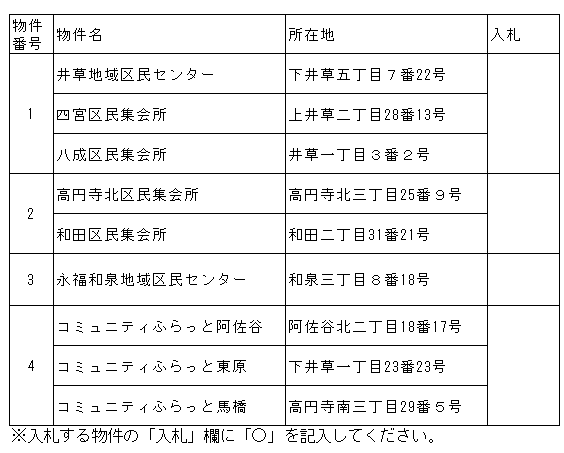 物件番号 物件名 所在地 入札
1 井草地域区民センター 下井草五丁目７番22号
四宮区民集会所 上井草二丁目28番13号
八成区民集会所 井草一丁目３番２号
2 高円寺北区民集会所 高円寺北三丁目25番９号
和田区民集会所 和田二丁目31番21号
3 永福和泉地域区民センター 和泉三丁目８番18号
4 コミュニティふらっと阿佐谷 阿佐谷北二丁目18番17号
コミュニティふらっと東原 下井草一丁目23番23号
コミュニティふらっと馬橋 高円寺南三丁目29番５号
※入札する物件の「入札」欄に「〇」を記入してください。